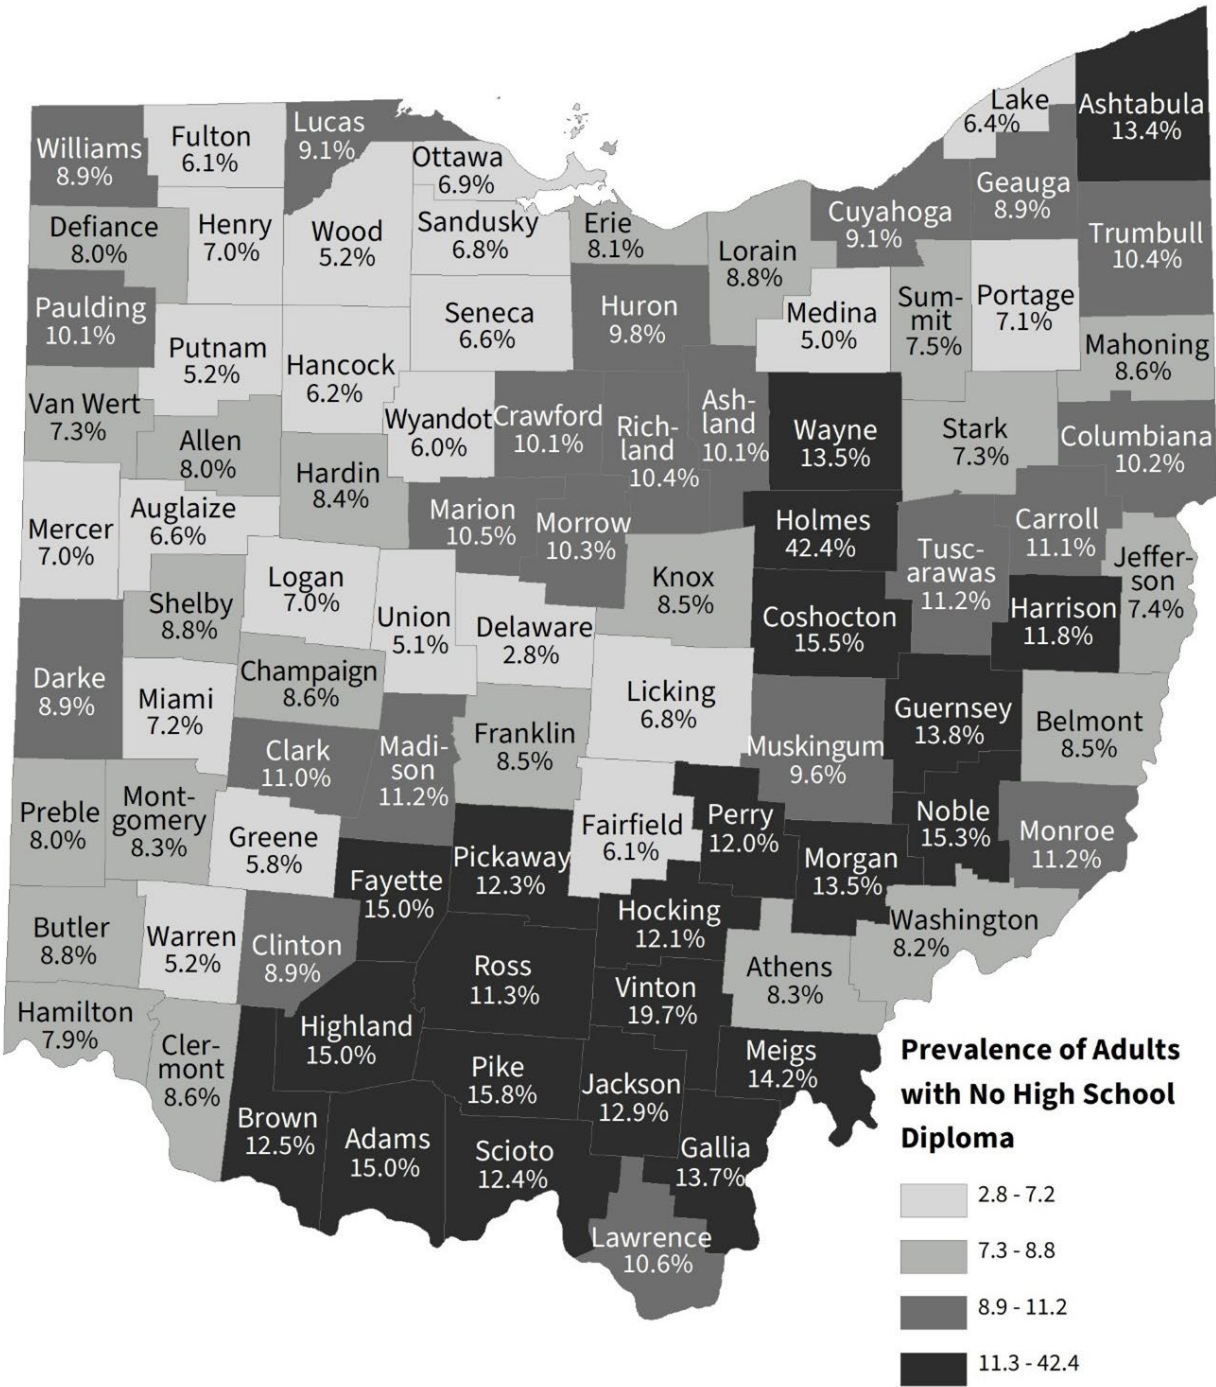 Lake
6.4%
Ashtabula
13.4%
Williams
8.9%
Fulton
6.1%
Lucas
9.1%
Ottawa
6.9%
Geauga
8.9%
Defiance
8.0%
Henry
7.0%
Wood
5.2%
Sandusky
6.8%
Erie
8.1%
Lorain
8.8%
Cuyahoga
9.1%
Trumbull
10.4%
Paulding
10.1%
Putnam
5.2%
Hancock
6.2%
Seneca
6.6%
Huron
9.8%
Medina
5.0%
Sum-
mit
7.5%
Portage
7.1%
Mahoning
8.6%
Van Wert
7.3%
Allen
8.0%
Hardin
8.4%
Wyandot
6.0%
Crawford
10.1%
Rich-
land
10.4%
Ash-
land
10.1%
Wayne
13.5%
Stark
7.3%
Columbiana
10.2%
Mercer
7.0%
Auglaize
6.6%
Marion
10.5%
Morrow
10.3%
Holmes
42.4%
Tusc-
arawas
11.2%
Carroll
11.1%
Jeffer-
son
7.4%
Shelby
8.8%
Logan
7.0%
Union
5.1%
Delaware
2.8%
Knox
8.5%
Coshocton
15.5%
Harrison
11.8%
Darke
8.9%
Miami
7.2%
Champaign
8.6%
Licking
6.8%
Guernsey
13.8%
Belmont
8.5%
Clark
11.0%
Madi-
son
11.2%
Franklin
8.5%
Muskingum
9.6%
Preble
8.0%
Mont-
gomery
8.3%
Greene
5.8%
Fayette
15.0%
Pickaway
12.3%
Fairfield
6.1%
Perry
12.0%
Morgan
13.5%
Noble
15.3%
Monroe
11.2%
Butler
8.8%
Warren
5.2%
Clinton
8.9%
Ross
11.3%
Hocking
12.1%
Vinton
19.7%
Athens
8.3%
Washington
8.2%
Hamilton
7.9%
Cler-
mont
8.6%
Highland
15.0%
Pike
15.8%
Jackson
12.9%
Meigs
14.2%
Brown
12.5%
Adams
15.0%
Scioto
12.4%
Gallia
13.7%
Lawrence
10.6%
Prevalence of Adults
with No High School
Diploma
2.8 - 7.2
7.3 - 8.8
8.9 - 11.2
11.3 - 42.4